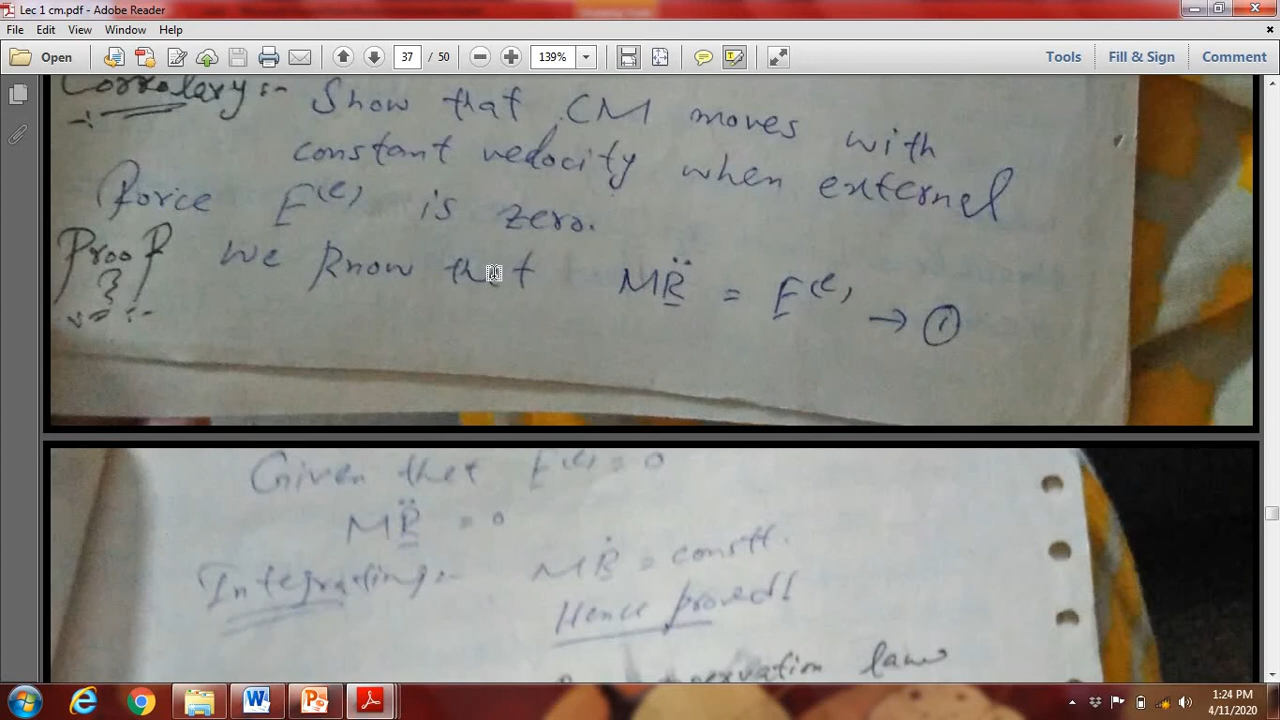 Lec 1 cm.pdf - Adobe Reader
File Edit View Window Help
Open 37 / 50 139% Tools Fill & Sign Comment
Corrolary :- Show that CM moves with
constant velocity when external
force F^(e) is zero.
Proof :- We know that MR̈ = F^(e) → ①
Given that F^(e) = 0
MR̈ = 0
Integrating :- MṘ = constt.
Hence proved!
law
1:24 PM
4/11/2020